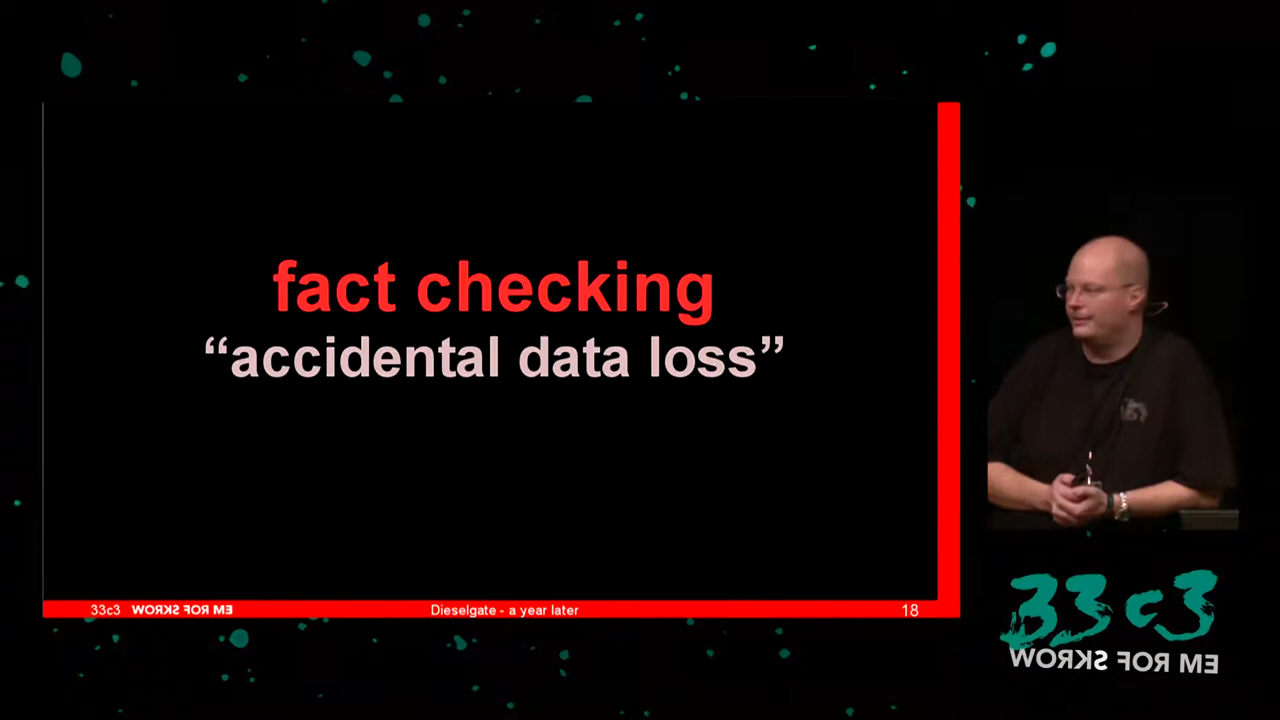 fact checking
“accidental data loss”
33c3 WORKS FOR ME
Dieselgate - a year later
18
33c3
WORKS FOR ME